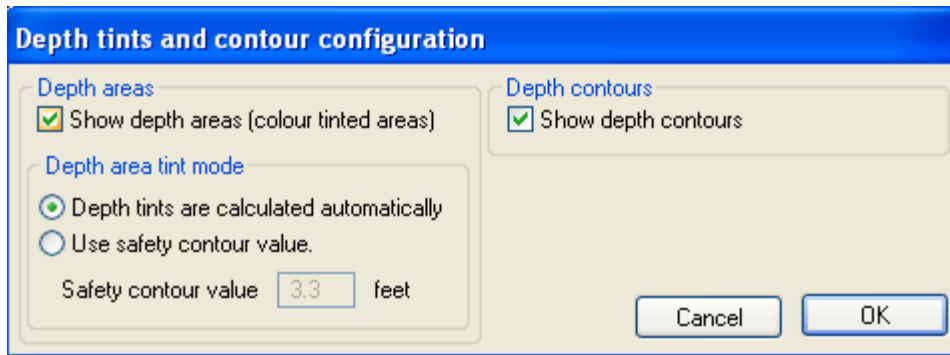 Depth tints and contour configuration
Depth areas
Show depth areas (colour tinted areas)
Depth area tint mode
Depth tints are calculated automatically
Use safety contour value.
Safety contour value 3.3 feet
Depth contours
Show depth contours
Cancel OK